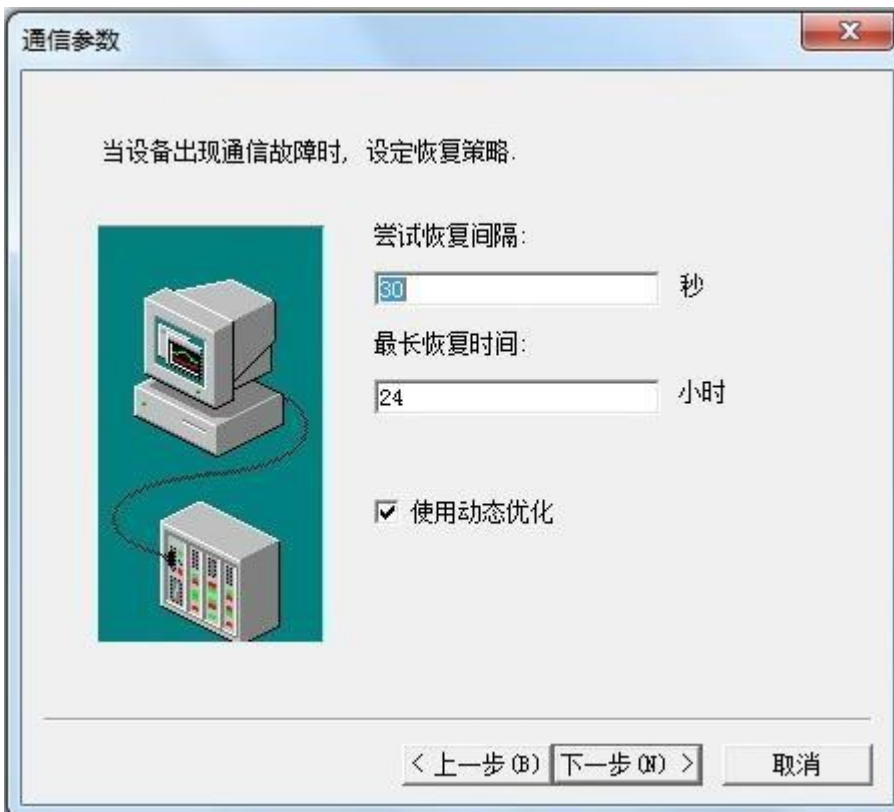 通信参数
当设备出现通信故障时, 设定恢复策略.
尝试恢复间隔:
30 秒
最长恢复时间:
24 小时
使用动态优化
< 上一步(B) 下一步(N) > 取消